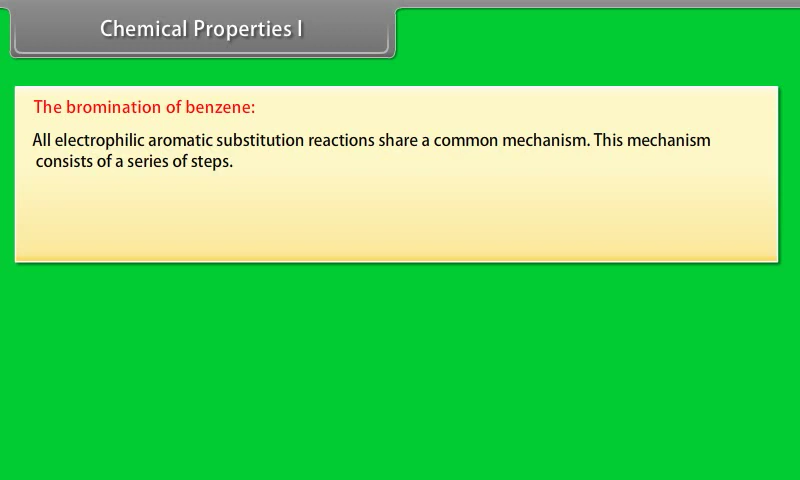 Chemical Properties I
The bromination of benzene:
All electrophilic aromatic substitution reactions share a common mechanism. This mechanism
consists of a series of steps.